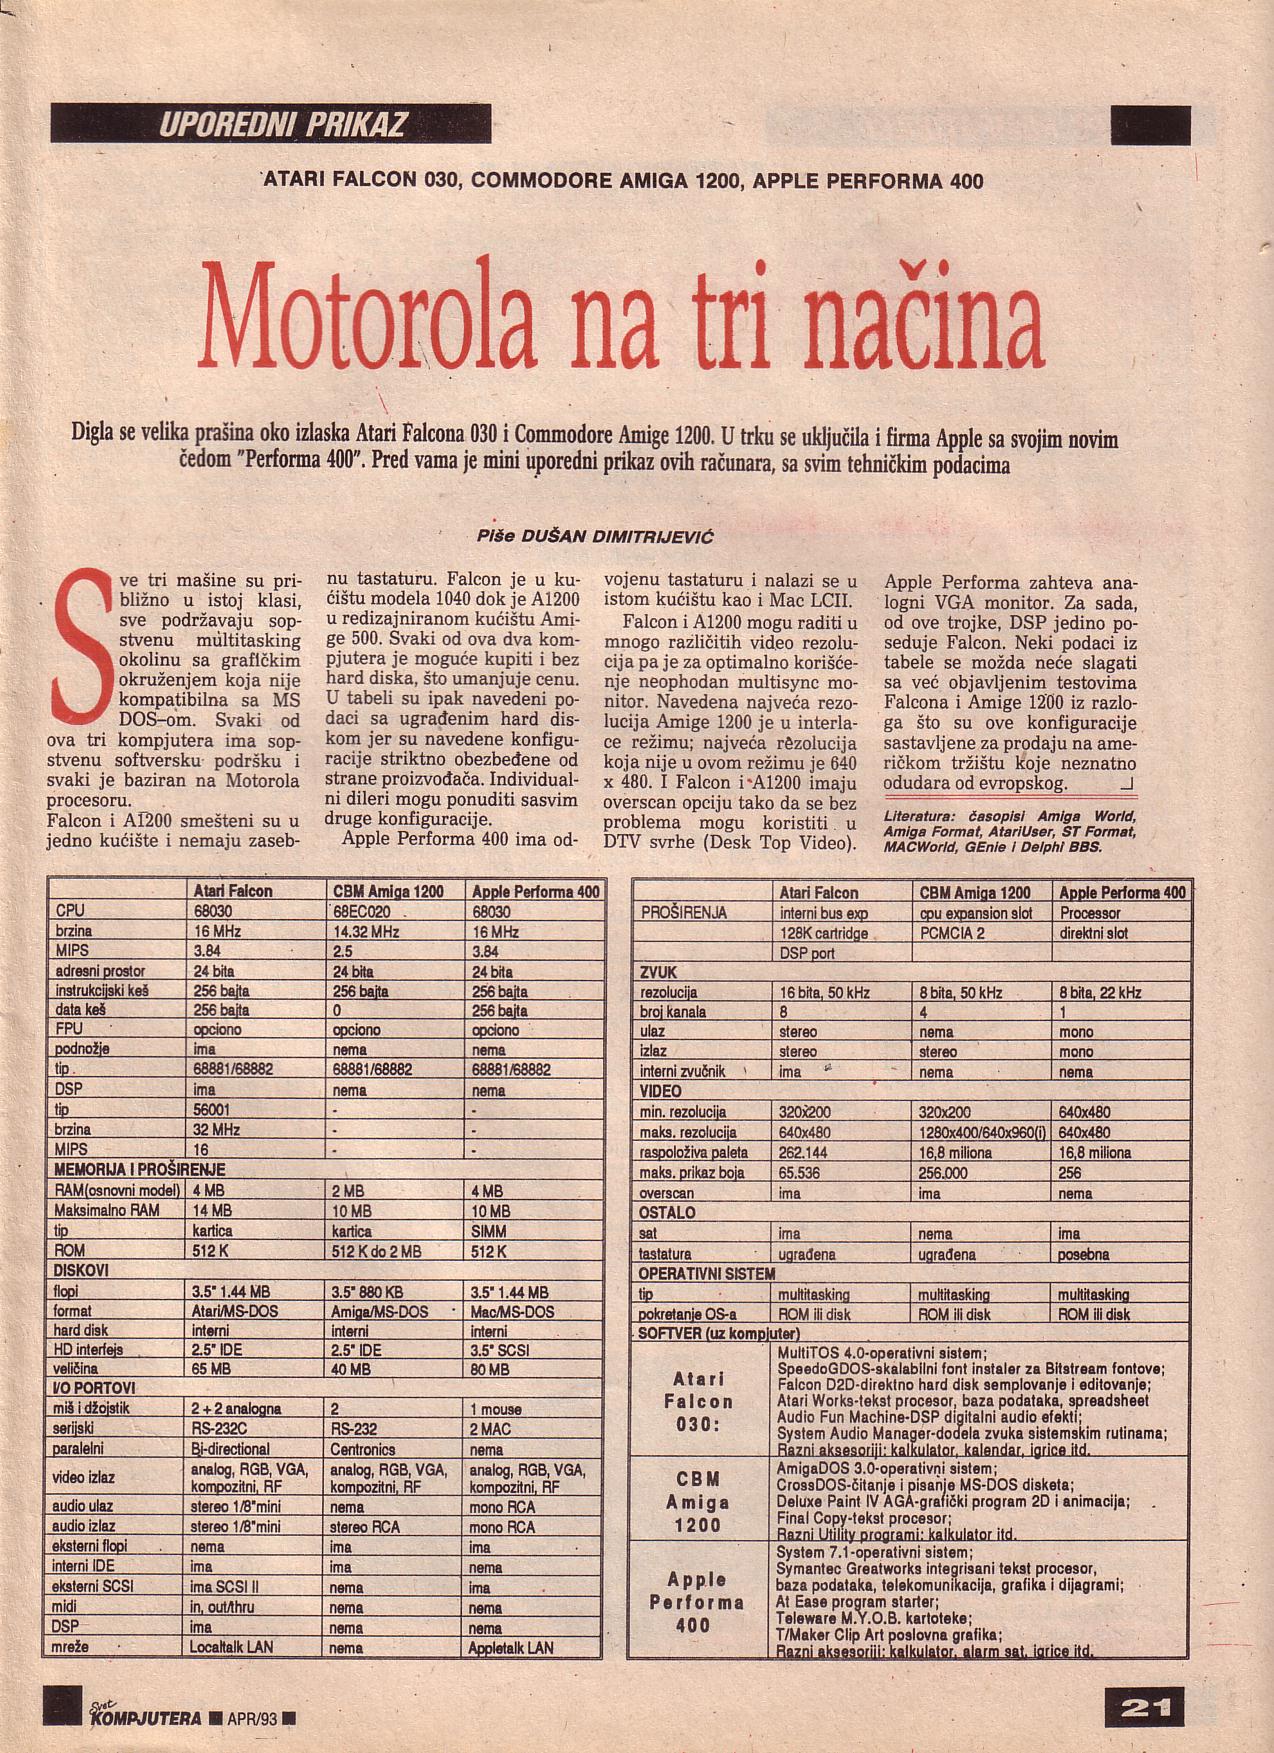 UPOREDNI PRIKAZ
ATARI FALCON 030, COMMODORE AMIGA 1200, APPLE PERFORMA 400
Motorola na tri načina
Digla se velika prašina oko izlaska Atari Falcona 030 i Commodore Amige 1200. U trku se uključila i firma Apple sa svojim novim
čedom "Performa 400". Pred vama je mini uporedni prikaz ovih računara, sa svim tehničkim podacima
Piše DUŠAN DIMITRIJEVIĆ
Sve tri mašine su pri-
bližno u istoj klasi,
sve podržavaju sop-
stvenu multitasking
okolinu sa grafičkim
okruženjem koja nije
kompatibilna sa MS
DOS-om. Svaki od
ova tri kompjutera ima sop-
stvenu softversku podršku i
svaki je baziran na Motorola
procesoru.
Falcon i A1200 smešteni su u
jedno kućište i nemaju zaseb-
nu tastaturu. Falcon je u ku-
ćištu modela 1040 dok je A1200
u redizajniranom kućištu Ami-
ge 500. Svaki od ova dva kom-
pjutera je moguće kupiti i bez
hard diska, što umanjuje cenu.
U tabeli su ipak navedeni po-
daci sa ugrađenim hard dis-
kom jer su navedene konfigu-
racije striktno obezbeđene od
strane proizvođača. Individual-
ni dileri mogu ponuditi sasvim
druge konfiguracije.
Apple Performa 400 ima od-
vojenu tastaturu i nalazi se u
istom kućištu kao i Mac LCII.
Falcon i A1200 mogu raditi u
mnogo različitih video rezolu-
cija pa je za optimalno korišće-
nje neophodan multisync mo-
nitor. Navedena najveća rezo-
lucija Amige 1200 je u interla-
ce režimu; najveća rezolucija
koja nije u ovom režimu je 640
x 480. I Falcon i A1200 imaju
overscan opciju tako da se bez
problema mogu koristiti u
DTV svrhe (Desk Top Video).
Apple Performa zahteva ana-
logni VGA monitor. Za sada,
od ove trojke, DSP jedino po-
seduje Falcon. Neki podaci iz
tabele se možda neće slagati
sa već objavljenim testovima
Falcona i Amige 1200 iz razlo-
ga što su ove konfiguracije
sastavljene za prodaju na ame-
ričkom tržištu koje neznatno
odudara od evropskog.
Literatura: časopisi Amiga World,
Amiga Format, AtariUser, ST Format,
MACWorld, GEnie i Delphi BBS.
Atari Falcon CBM Amiga 1200 Apple Performa 400
CPU 68030 68EC020 68030
brzina 16 MHz 14.32 MHz 16 MHz
MIPS 3.84 2.5 3.84
adresni prostor 24 bita 24 bita 24 bita
instrukcijski keš 256 bajta 256 bajta 256 bajta
data keš 256 bajta 0 256 bajta
FPU opciono opciono opciono
podnožje ima nema nema
tip 68881/68882 68881/68882 68881/68882
DSP ima nema nema
tip 56001 - -
brzina 32 MHz - -
MIPS 16 - -
MEMORIJA I PROŠIRENJE
RAM(osnovni model) 4 MB 2 MB 4 MB
Maksimalno RAM 14 MB 10 MB 10 MB
tip kartica kartica SIMM
ROM 512 K 512 K do 2 MB 512 K
DISKOVI
flopi 3.5" 1.44 MB 3.5" 880 KB 3.5" 1.44 MB
format Atari/MS-DOS Amiga/MS-DOS Mac/MS-DOS
hard disk interni interni interni
HD interfejs 2.5" IDE 2.5" IDE 3.5" SCSI
veličina 65 MB 40 MB 80 MB
I/O PORTOVI
miš i džojstik 2 + 2 analogna 2 1 mouse
serijski RS-232C RS-232 2 MAC
paralelni Bi-directional Centronics nema
video izlaz analog, RGB, VGA, analog, RGB, VGA, analog, RGB, VGA,
kompozitni, RF kompozitni, RF kompozitni, RF
audio ulaz stereo 1/8"mini nema mono RCA
audio izlaz stereo 1/8"mini stereo RCA mono RCA
eksterni flopi nema ima ima
interni IDE ima ima nema
eksterni SCSI ima SCSI II nema ima
midi in, out/thru nema nema
DSP ima nema nema
mreže Localtalk LAN nema Appletalk LAN
Atari Falcon CBM Amiga 1200 Apple Performa 400
PROŠIRENJA interni bus exp cpu expansion slot Processor
128K cartridge PCMCIA 2 direktni slot
DSP port
ZVUK
rezolucija 16 bita, 50 kHz 8 bita, 50 kHz 8 bita, 22 kHz
broj kanala 8 4 1
ulaz stereo nema mono
izlaz stereo stereo mono
interni zvučnik ima nema nema
VIDEO
min. rezolucija 320x200 320x200 640x480
maks. rezolucija 640x480 1280x400/640x960(i) 640x480
raspoloživa paleta 262.144 16,8 miliona 16,8 miliona
maks. prikaz boja 65.536 256.000 256
overscan ima ima nema
OSTALO
sat ima nema ima
tastatura ugrađena ugrađena posebna
OPERATIVNI SISTEM
tip multitasking multitasking multitasking
pokretanje OS-a ROM ili disk ROM ili disk ROM ili disk
SOFTVER (uz kompjuter)
Atari
Falcon
030:
MultiTOS 4.0-operativni sistem;
SpeedoGDOS-skalabilni font instaler za Bitstream fontove;
Falcon D2D-direktno hard disk semplovanje i editovanje;
Atari Works-tekst procesor, baza podataka, spreadsheet
Audio Fun Machine-DSP digitalni audio efekti;
System Audio Manager-dodela zvuka sistemskim rutinama;
Razni aksesoriji: kalkulator, kalendar, igrice itd.
CBM
Amiga
1200
AmigaDOS 3.0-operativni sistem;
CrossDOS-čitanje i pisanje MS-DOS disketa;
Deluxe Paint IV AGA-grafički program 2D i animacija;
Final Copy-tekst procesor;
Razni Utility programi: kalkulator itd.
Apple
Performa
400
System 7.1-operativni sistem;
Symantec Greatworks integrisani tekst procesor,
baza podataka, telekomunikacija, grafika i dijagrami;
At Ease program starter;
Teleware M.Y.O.B. kartoteke;
T/Maker Clip Art poslovna grafika;
Razni aksesoriji: kalkulator, alarm sat, igrice itd.
Svet KOMPJUTERA ■ APR/93 ■
21